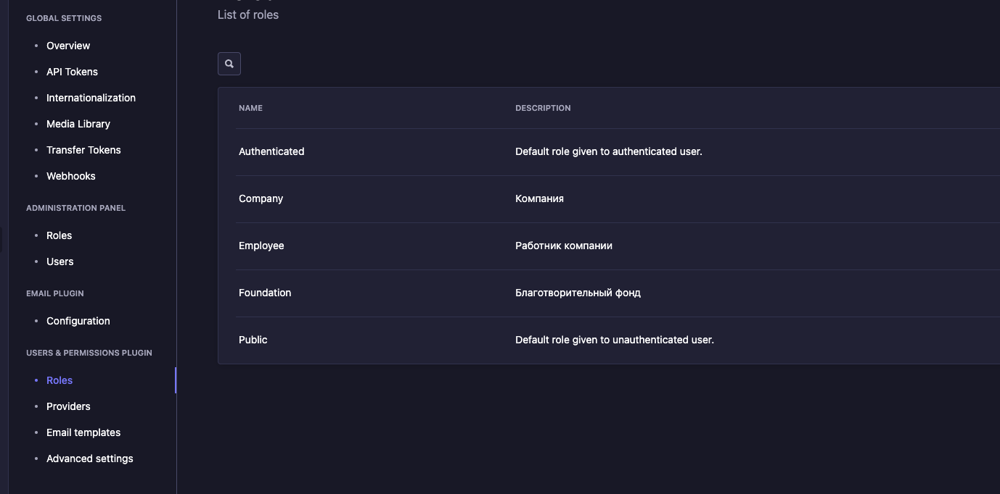 GLOBAL SETTINGS
Overview
API Tokens
Internationalization
Media Library
Transfer Tokens
Webhooks
ADMINISTRATION PANEL
Roles
Users
EMAIL PLUGIN
Configuration
USERS & PERMISSIONS PLUGIN
Roles
Providers
Email templates
Advanced settings
List of roles
NAME DESCRIPTION
Authenticated Default role given to authenticated user.
Company Компания
Employee Работник компании
Foundation Благотворительный фонд
Public Default role given to unauthenticated user.